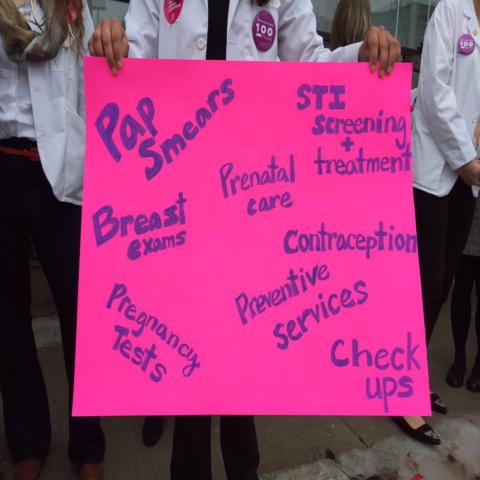 Pap
Smears
STI
screening
+
treatment
Prenatal
care
Breast
exams
Contraception
Preventive
services
Pregnancy
Tests
Check
ups
100
100